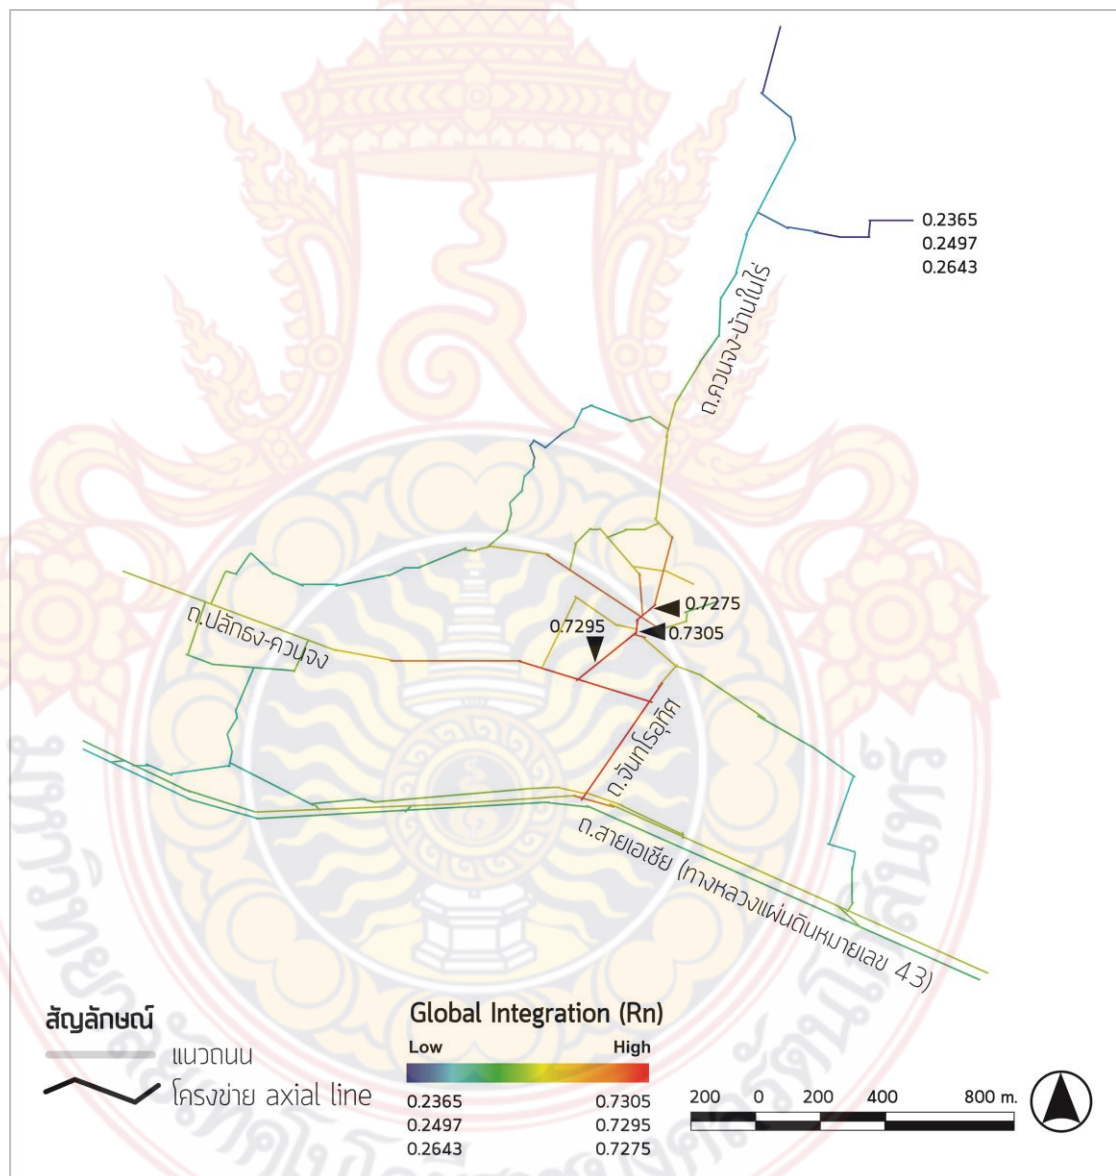 0.2365
0.2497
0.2643
ถ.ควนจง-บ้านในไร่
0.7275
0.7295
0.7305
ถ.ปลักธง-ควนจง
ถ.จันทโรอุทิศ
ถ.สายเอเชีย (ทางหลวงแผ่นดินหมายเลข 43)
สัญลักษณ์
แนวถนน
โครงข่าย axial line
Global Integration (Rn)
Low High
0.2365 0.7305
0.2497 0.7295
0.2643 0.7275
200 0 200 400 800 m.